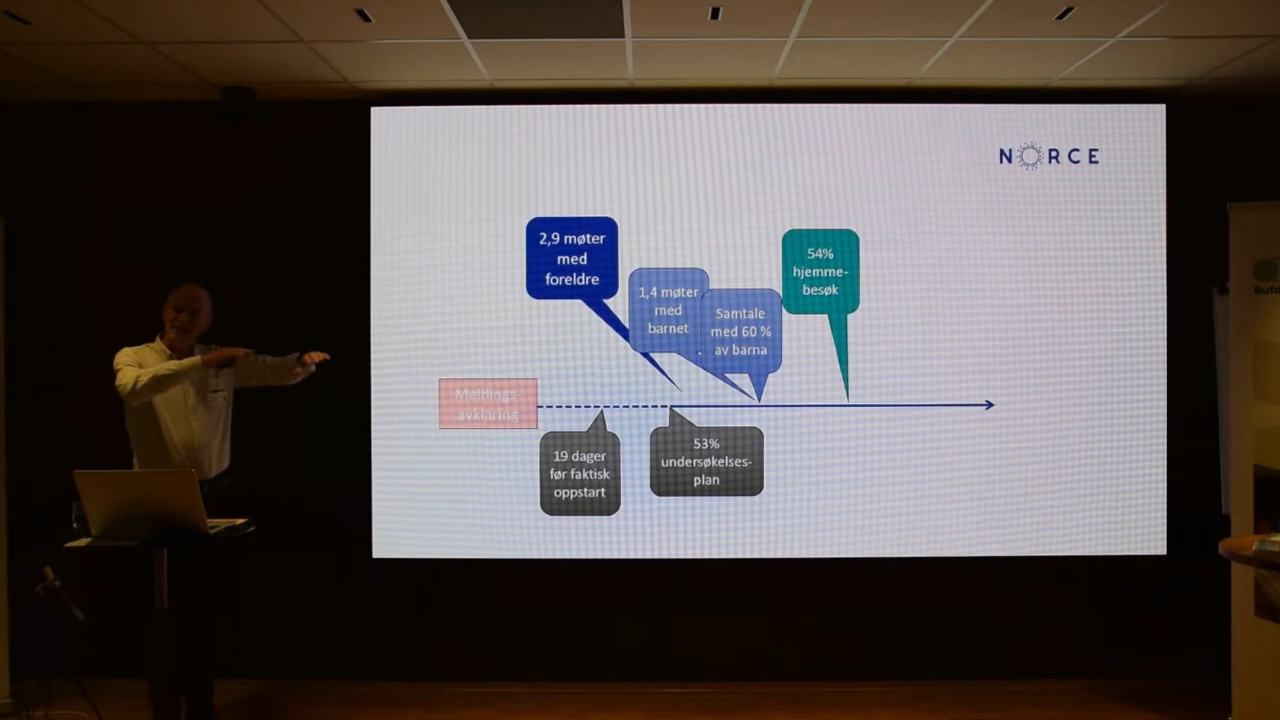 NORCE
2,9 møter
med
foreldre
1,4 møter
med
barnet
Samtale
med 60 %
av barna
54%
hjemme-
besøk
Meldings-
avklaring
19 dager
før faktisk
oppstart
53%
undersøkelses-
plan